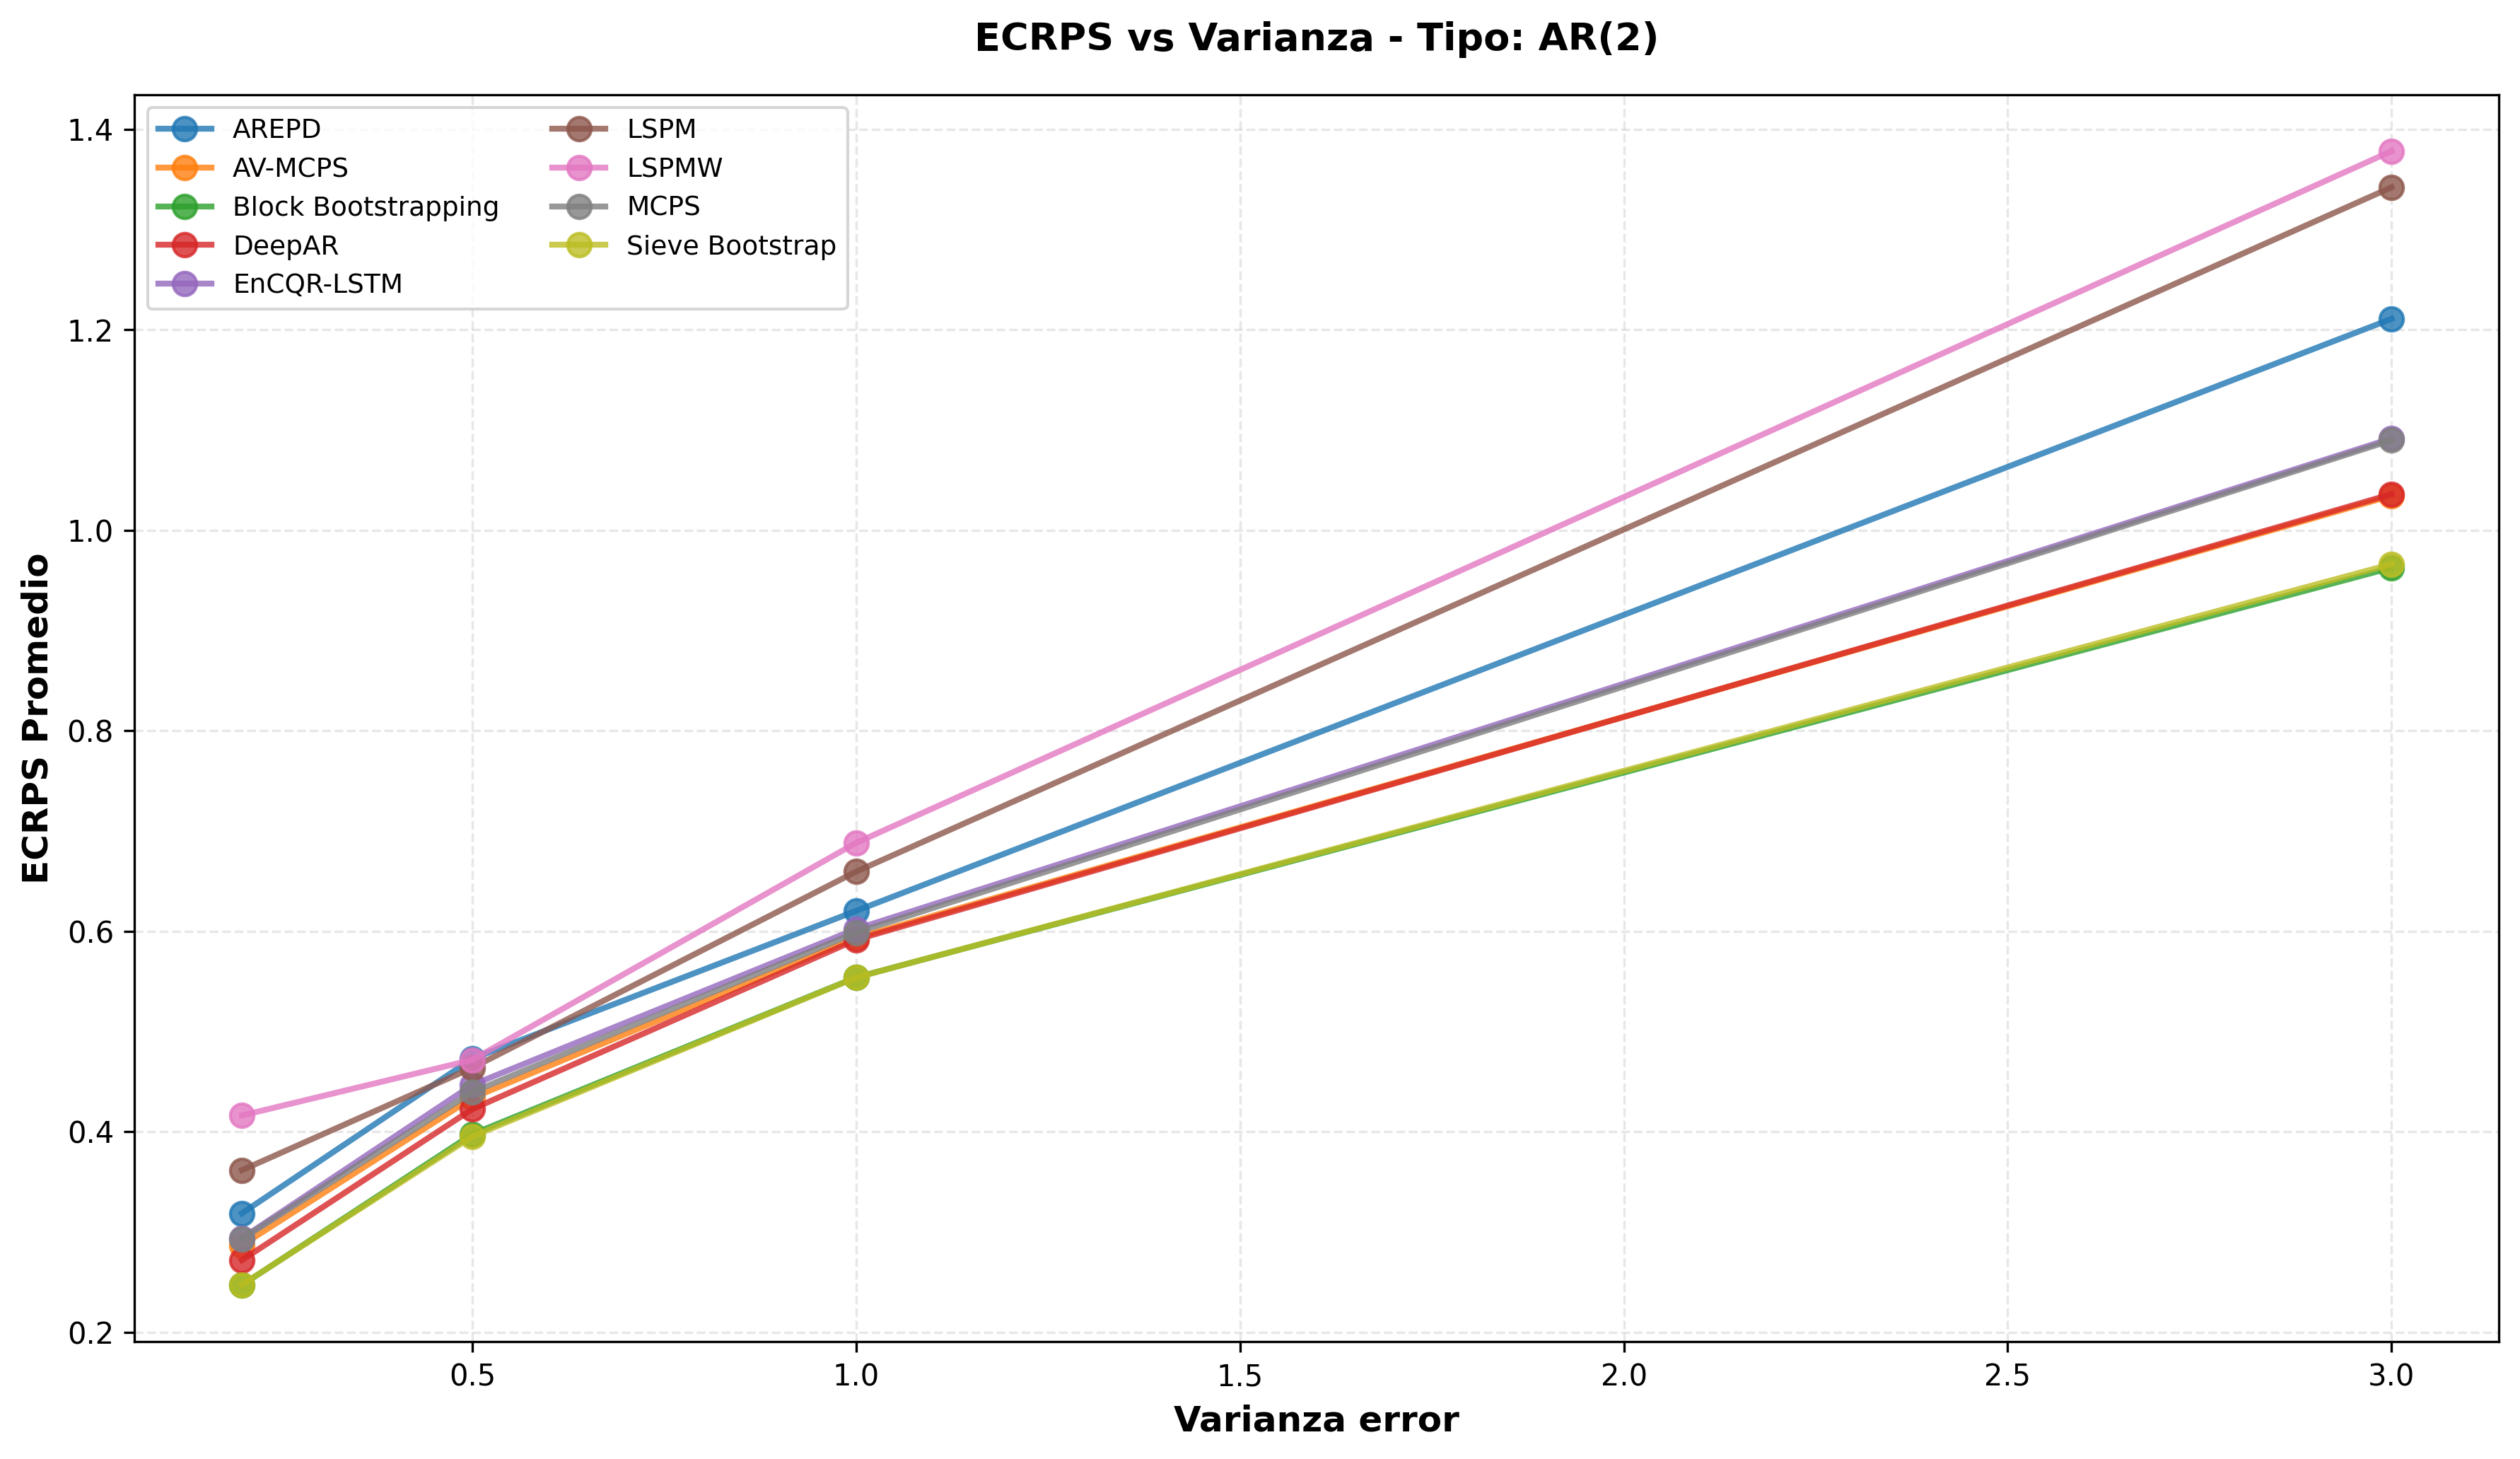 ECRPS vs Varianza - Tipo: AR(2)
AREPD
AV-MCPS
Block Bootstrapping
DeepAR
EnCQR-LSTM
LSPM
LSPMW
MCPS
Sieve Bootstrap
ECRPS Promedio
1.4
1.2
1.0
0.8
0.6
0.4
0.2
0.5
1.0
1.5
2.0
2.5
3.0
Varianza error